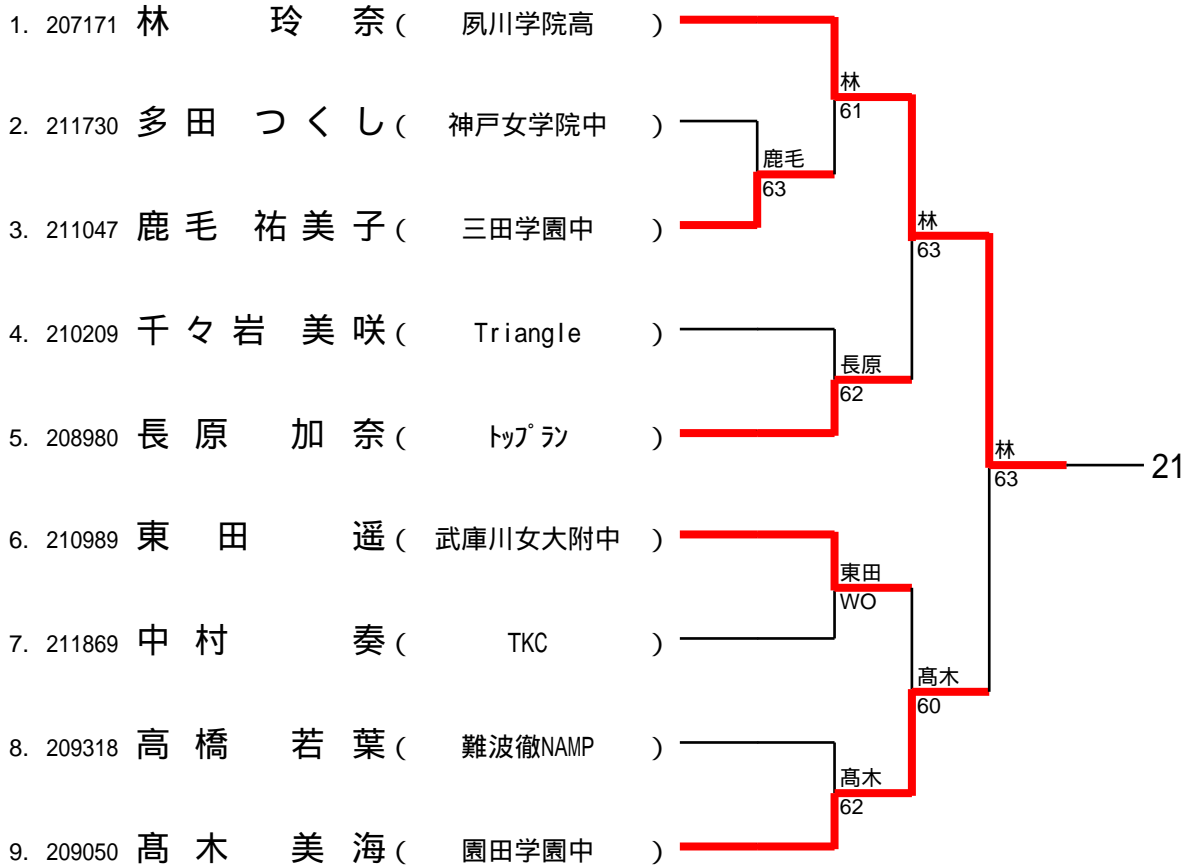 1. 207171 林 玲 奈 ( 夙川学院高 )
林
61
2. 211730 多 田 つ く し ( 神戸女学院中 )
鹿毛
63
3. 211047 鹿 毛 祐 美 子 ( 三田学園中 )
林
63
4. 210209 千 々 岩 美 咲 ( Triangle )
長原
62
5. 208980 長 原 加 奈 ( トップラン )
林
63
21
6. 210989 東 田 遥 ( 武庫川女大附中 )
東田
WO
7. 211869 中 村 奏 ( TKC )
髙木
60
8. 209318 高 橋 若 葉 ( 難波徹NAMP )
髙木
62
9. 209050 髙 木 美 海 ( 園田学園中 )